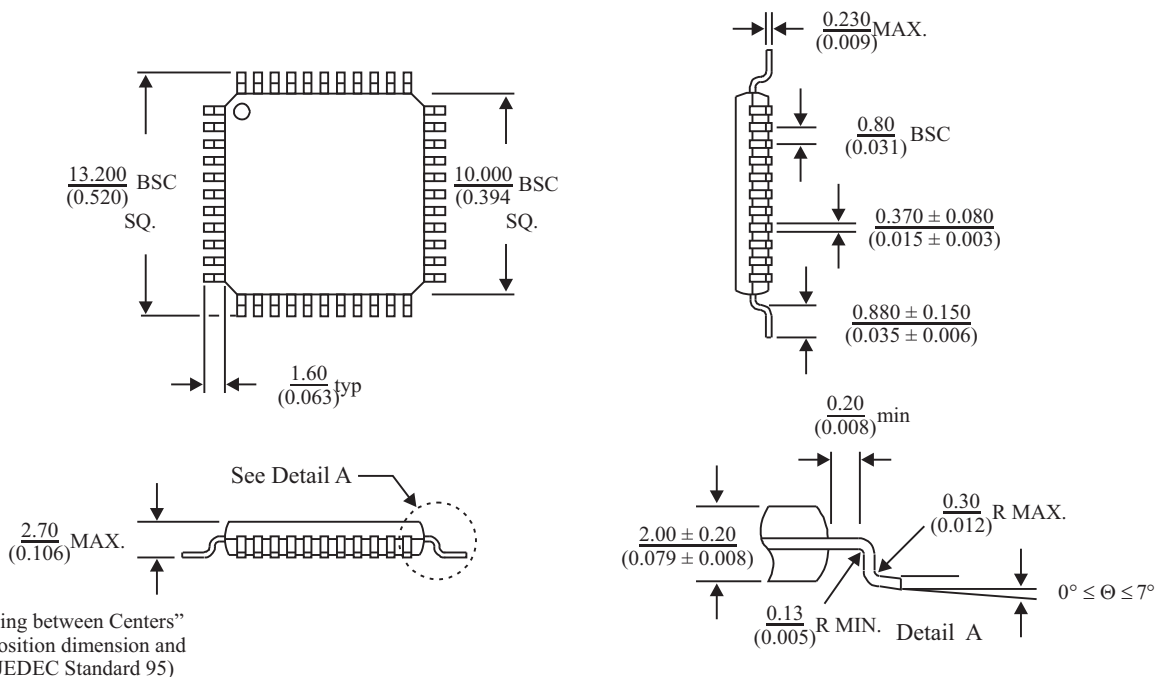 0.230
(0.009) MAX.
13.200
(0.520)
BSC
SQ.
10.000
(0.394
BSC
SQ.
0.80
(0.031)
BSC
0.370 ± 0.080
(0.015 ± 0.003)
0.880 ± 0.150
(0.035 ± 0.006)
1.60
(0.063) typ
0.20
(0.008) min
See Detail A
2.70
(0.106) MAX.
2.00 ± 0.20
(0.079 ± 0.008)
0.30
(0.012) R MAX.
0° ≤ Θ ≤ 7°
0.13
(0.005) R MIN.
Detail A
ing between Centers”
osition dimension and
JEDEC Standard 95)